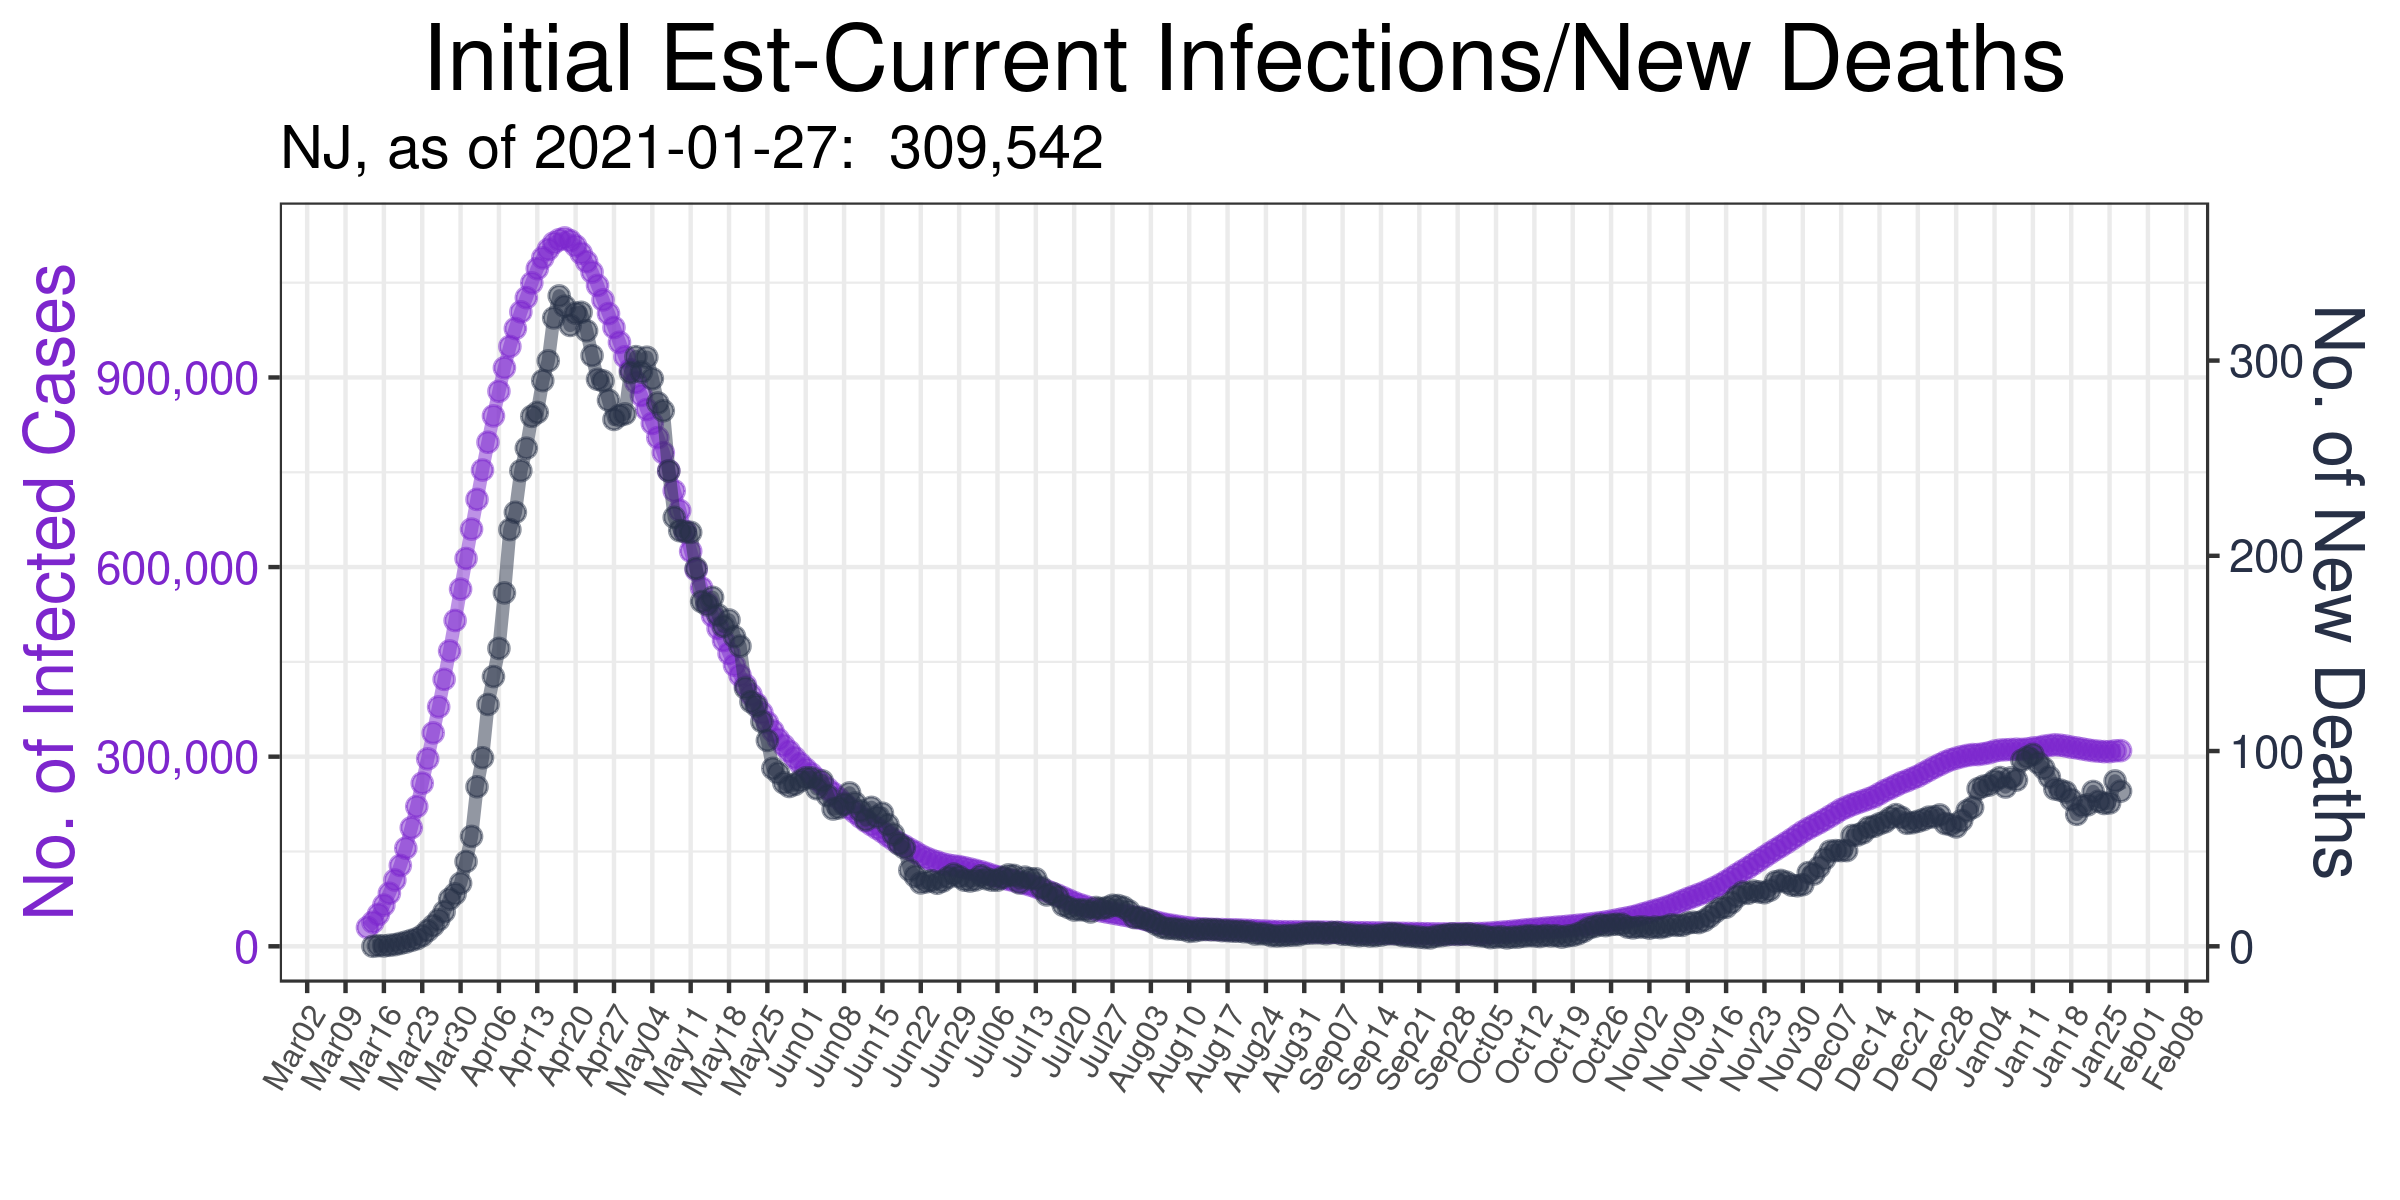 Initial Est-Current Infections/New Deaths
NJ, as of 2021-01-27: 309,542
No. of Infected Cases
900,000
600,000
300,000
0
300
200
100
0
No. of New Deaths
Mar02
Mar09
Mar16
Mar23
Mar30
Apr06
Apr13
Apr20
Apr27
May04
May11
May18
May25
Jun01
Jun08
Jun15
Jun22
Jun29
Jul06
Jul13
Jul20
Jul27
Aug03
Aug10
Aug17
Aug24
Aug31
Sep07
Sep14
Sep21
Sep28
Oct05
Oct12
Oct19
Oct26
Nov02
Nov09
Nov16
Nov23
Nov30
Dec07
Dec14
Dec21
Dec28
Jan04
Jan11
Jan18
Jan25
Feb01
Feb08